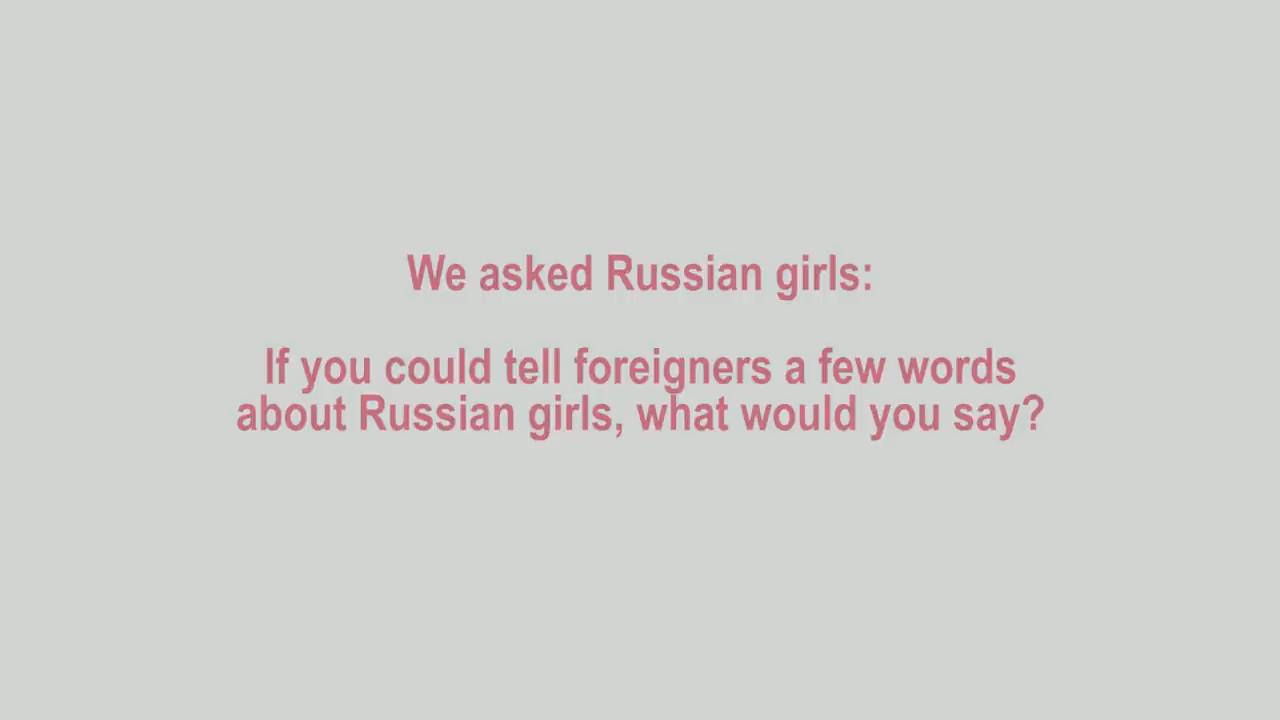 We asked Russian girls:
If you could tell foreigners a few words
about Russian girls, what would you say?